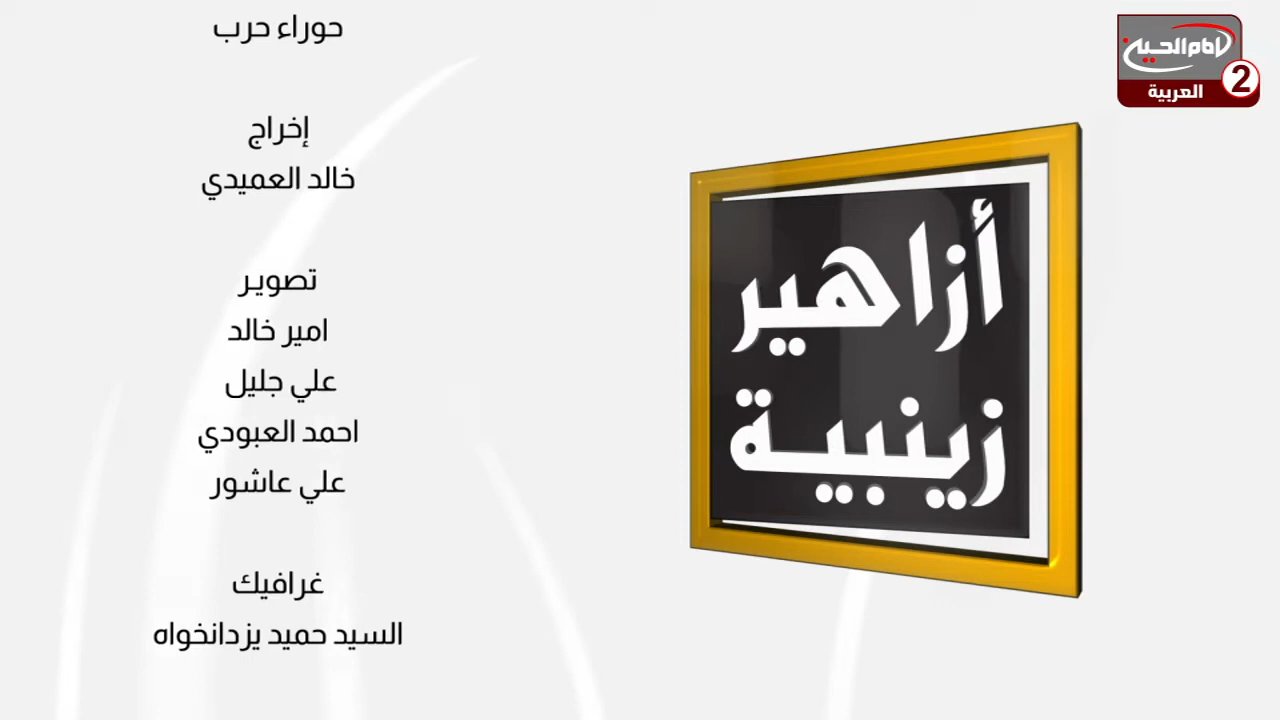 حوراء حرب
إخراج
خالد العميدي
تصوير
امير خالد
علي جليل
احمد العبودي
علي عاشور
غرافيك
السيد حميد يزدانخواه
أزاهير
زينبية
امام الحسين
2
العربية